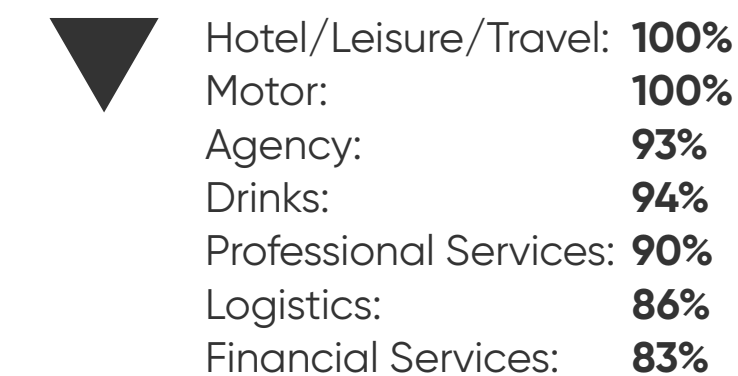 Hotel/Leisure/Travel: 100%
Motor: 100%
Agency: 93%
Drinks: 94%
Professional Services: 90%
Logistics: 86%
Financial Services: 83%